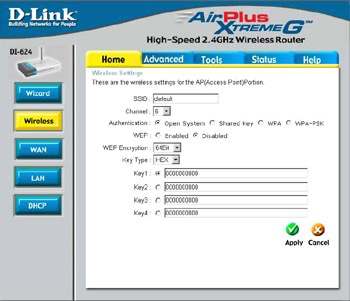 D-Link
Building Networks for People
AirPlus
XTREME G™
High-Speed 2.4GHz Wireless Router
DI-624
Home Advanced Tools Status Help
Wizard
Wireless
WAN
LAN
DHCP
Wireless Settings
These are the wireless settings for the AP(Access Point)Portion.
SSID : default
Channel : 6
Authentication : Open System Shared Key WPA WPA-PSK
WEP : Enabled Disabled
WEP Encryption : 64Bit
Key Type : HEX
Key1 : 0000000000
Key2 : 0000000000
Key3 : 0000000000
Key4 : 0000000000
Apply Cancel